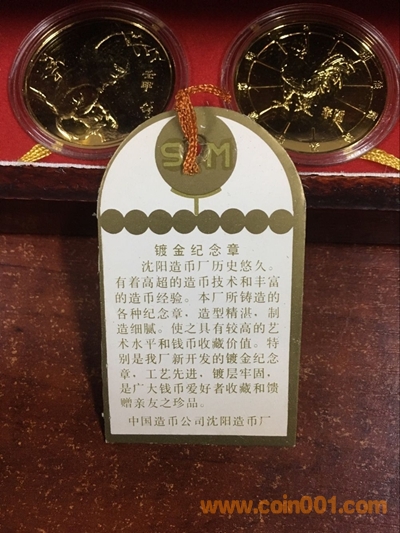 SM
镀金纪念章
沈阳造币厂历史悠久。
有着高超的造币技术和丰富
的造币经验。本厂所铸造的
各种纪念章，造型精湛，制
造细腻。使之具有较高的艺
术水平和钱币收藏价值。特
别是我厂新开发的镀金纪念
章，工艺先进，镀层牢固，
是广大钱币爱好者收藏和馈
赠亲友之珍品。
中国造币公司沈阳造币厂
www.coin001.com